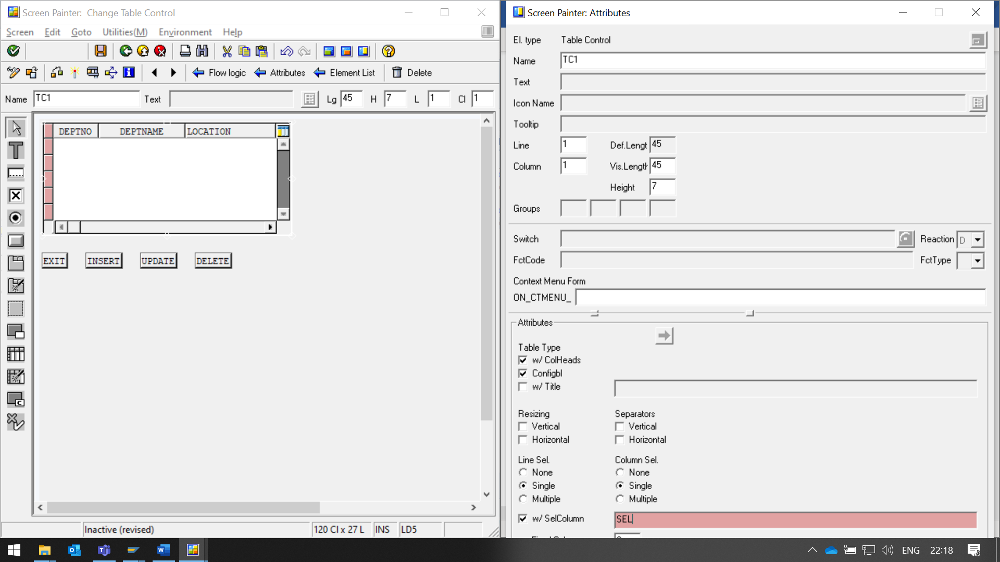 Screen Painter:  Change Table Control
Screen Edit Goto Utilities(M) Environment Help
Flow logic Attributes Element List Delete
Name TC1 Text Lg 45 H 7 L 1 Cl 1
DEPTNO DEPTNAME LOCATION
EXIT INSERT UPDATE DELETE
Inactive (revised) 120 Cl x 27 L INS LD5
Screen Painter: Attributes
El. type Table Control
Name TC1
Text
Icon Name
Tooltip
Line 1 Def.Lengt 45
Column 1 Vis.Length 45
Height 7
Groups
Switch Reaction D
FctCode FctType
Context Menu Form
ON_CTMENU_
Attributes
Table Type
w/ ColHeads
Configbl
w/ Title
Resizing Separators
Vertical Vertical
Horizontal Horizontal
Line Sel. Column Sel.
None None
Single Single
Multiple Multiple
w/ SelColumn SEL
ENG 22:18